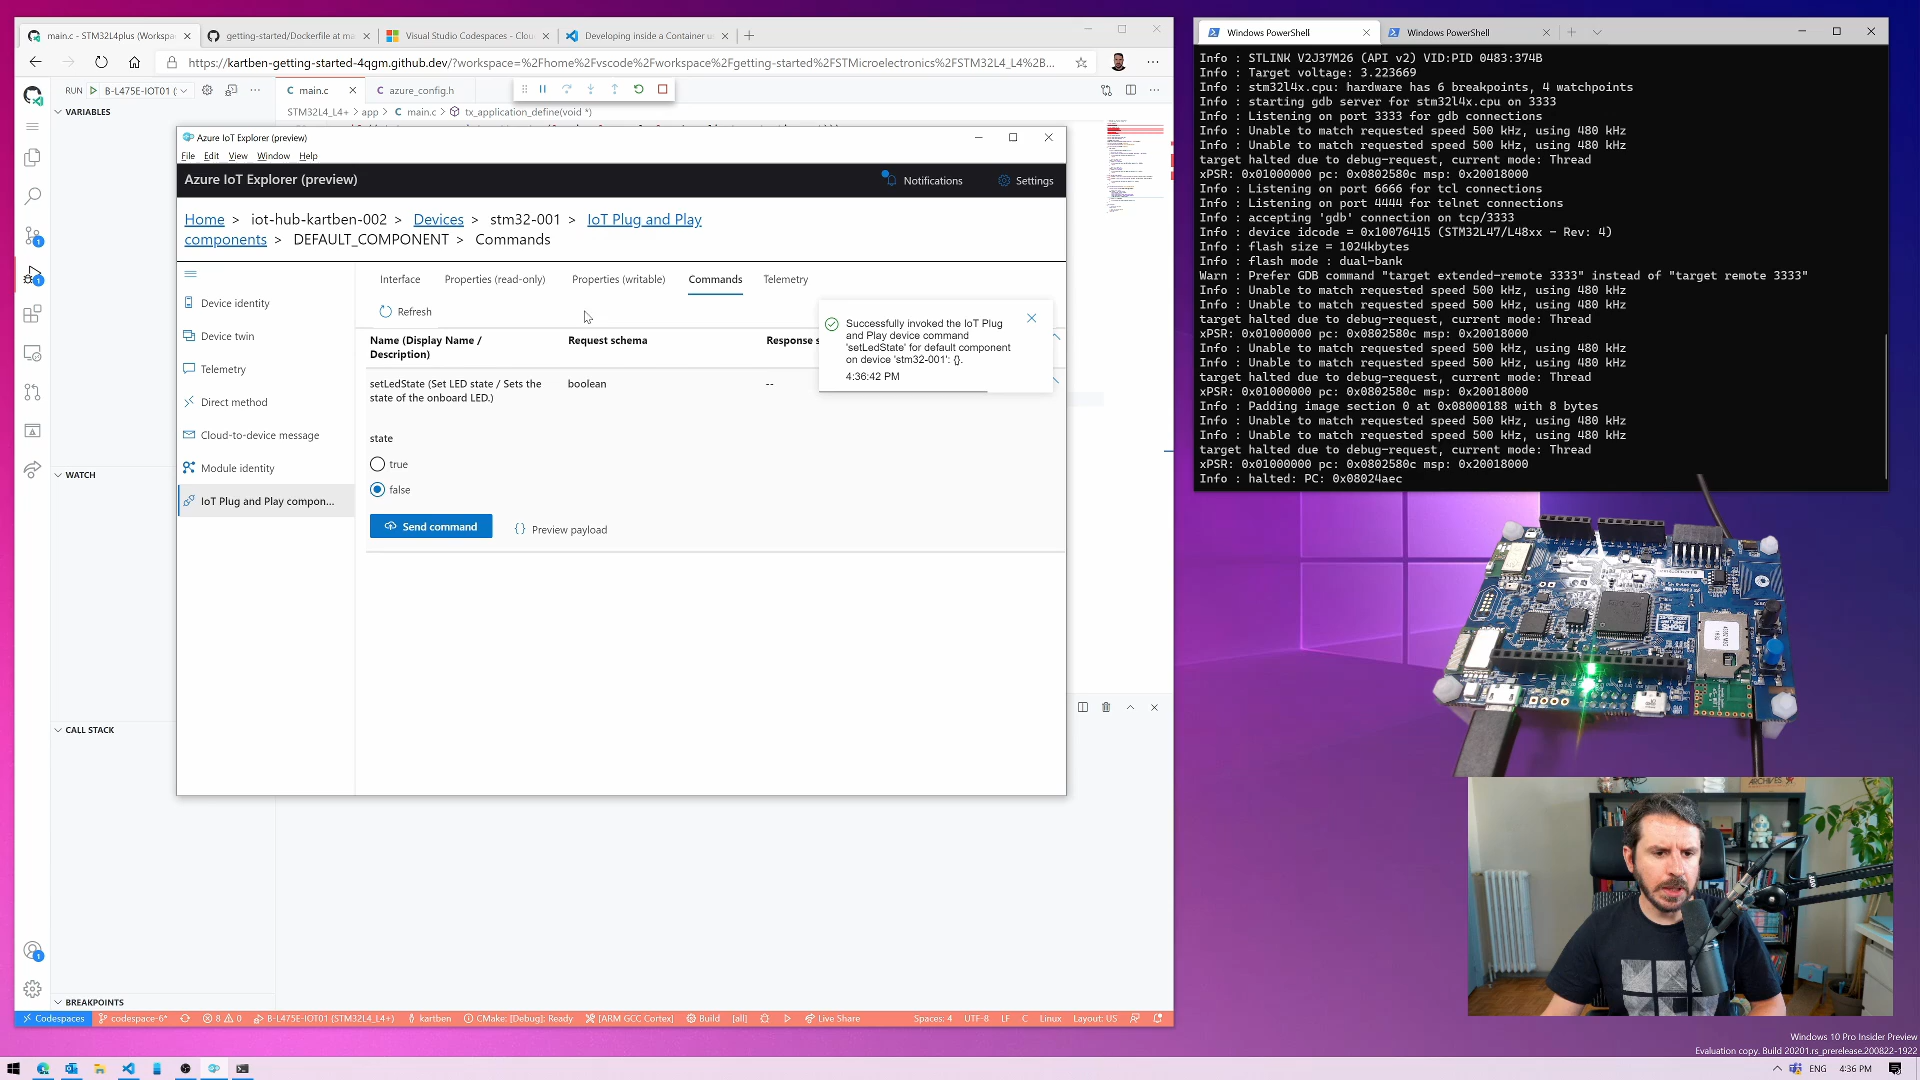 main.c - STM32L4plus (Workspa
getting-started/Dockerfile at ma
Visual Studio Codespaces - Clou
Developing inside a Container u
https://kartben-getting-started-4qgm.github.dev/?workspace=%2Fhome%2Fvscode%2Fworkspace%2Fgetting-started%2FSTMicroelectronics%2FSTM32L4_L4%2B...
RUN
B-L475E-IOT01 (
main.c
azure_config.h
VARIABLES
STM32L4_L4+ > app > C main.c > tx_application_define(void *)
Azure IoT Explorer (preview)
File Edit View Window Help
Azure IoT Explorer (preview)
Notifications
Settings
Home > iot-hub-kartben-002 > Devices > stm32-001 > IoT Plug and Play
components > DEFAULT_COMPONENT > Commands
Device identity
Device twin
Telemetry
Direct method
Cloud-to-device message
Module identity
IoT Plug and Play compon...
Interface
Properties (read-only)
Properties (writable)
Commands
Telemetry
Refresh
Name (Display Name /
Description)
Request schema
Response s
setLedState (Set LED state / Sets the
state of the onboard LED.)
boolean
--
state
true
false
Send command
{} Preview payload
Successfully invoked the IoT Plug
and Play device command
'setLedState' for default component
on device 'stm32-001': {}.
4:36:42 PM
WATCH
CALL STACK
BREAKPOINTS
Codespaces
codespace-6*
8 0
B-L475E-IOT01 (STM32L4_L4+)
kartben
CMake: [Debug]: Ready
[ARM GCC Cortex]
Build
[all]
Live Share
Spaces: 4
UTF-8
LF
C
Linux
Layout: US
Windows PowerShell
Windows PowerShell
Info : STLINK V2J37M26 (API v2) VID:PID 0483:374B
Info : Target voltage: 3.223669
Info : stm32l4x.cpu: hardware has 6 breakpoints, 4 watchpoints
Info : starting gdb server for stm32l4x.cpu on 3333
Info : Listening on port 3333 for gdb connections
Info : Unable to match requested speed 500 kHz, using 480 kHz
Info : Unable to match requested speed 500 kHz, using 480 kHz
target halted due to debug-request, current mode: Thread
xPSR: 0x01000000 pc: 0x0802580c msp: 0x20018000
Info : Listening on port 6666 for tcl connections
Info : Listening on port 4444 for telnet connections
Info : accepting 'gdb' connection on tcp/3333
Info : device idcode = 0x10076415 (STM32L47/L48xx - Rev: 4)
Info : flash size = 1024kbytes
Info : flash mode : dual-bank
Warn : Prefer GDB command "target extended-remote 3333" instead of "target remote 3333"
Info : Unable to match requested speed 500 kHz, using 480 kHz
Info : Unable to match requested speed 500 kHz, using 480 kHz
target halted due to debug-request, current mode: Thread
xPSR: 0x01000000 pc: 0x0802580c msp: 0x20018000
Info : Unable to match requested speed 500 kHz, using 480 kHz
Info : Unable to match requested speed 500 kHz, using 480 kHz
target halted due to debug-request, current mode: Thread
xPSR: 0x01000000 pc: 0x0802580c msp: 0x20018000
Info : Padding image section 0 at 0x08000188 with 8 bytes
Info : Unable to match requested speed 500 kHz, using 480 kHz
Info : Unable to match requested speed 500 kHz, using 480 kHz
target halted due to debug-request, current mode: Thread
xPSR: 0x01000000 pc: 0x0802580c msp: 0x20018000
Info : halted: PC: 0x08024aec
ARCHIVES
Windows 10 Pro Insider Preview
Evaluation copy. Build 20201.rs_prerelease.200822-1922
ENG
4:36 PM